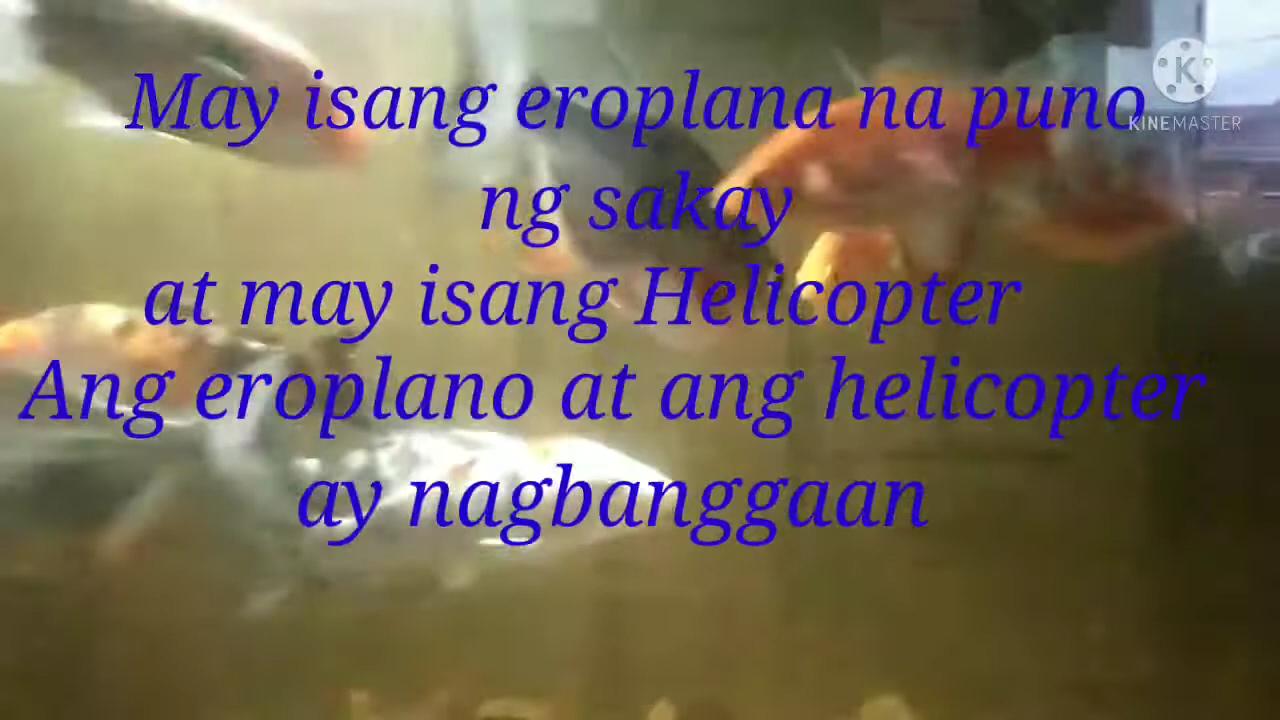 May isang eroplana na puno
ng sakay
at may isang Helicopter
Ang eroplano at ang helicopter
ay nagbanggaan
K
KINEMASTER